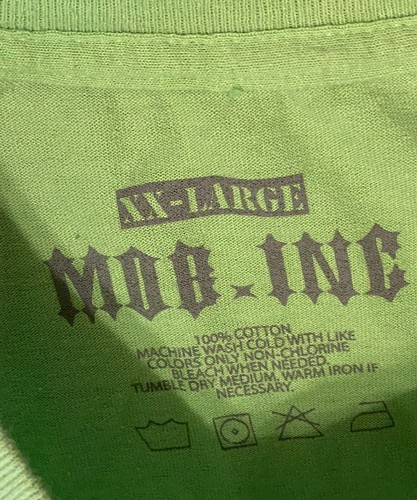 XX-LARGE
MOB.INC
100% COTTON
MACHINE WASH COLD WITH LIKE
COLORS ONLY NON-CHLORINE
BLEACH WHEN NEEDED.
TUMBLE DRY MEDIUM, WARM IRON IF
NECESSARY.